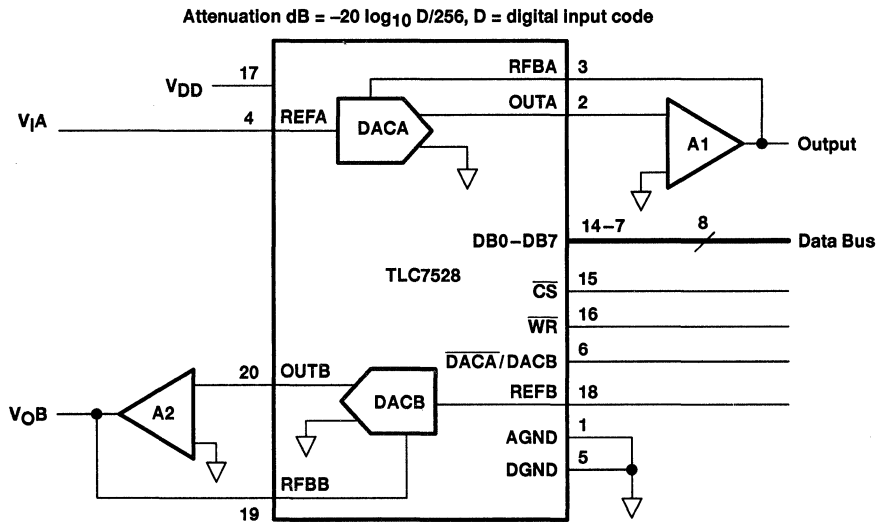 Attenuation dB = –20 log10 D/256, D = digital input code
RFBA 3
17
VDD
OUTA 2
VIA
4 REFA
DACA
A1
Output
14–7 8
DB0–DB7
Data Bus
TLC7528
CS 15
WR 16
DACA/DACB 6
20 OUTB
REFB 18
A2
DACB
VOB
AGND 1
DGND 5
RFBB
19